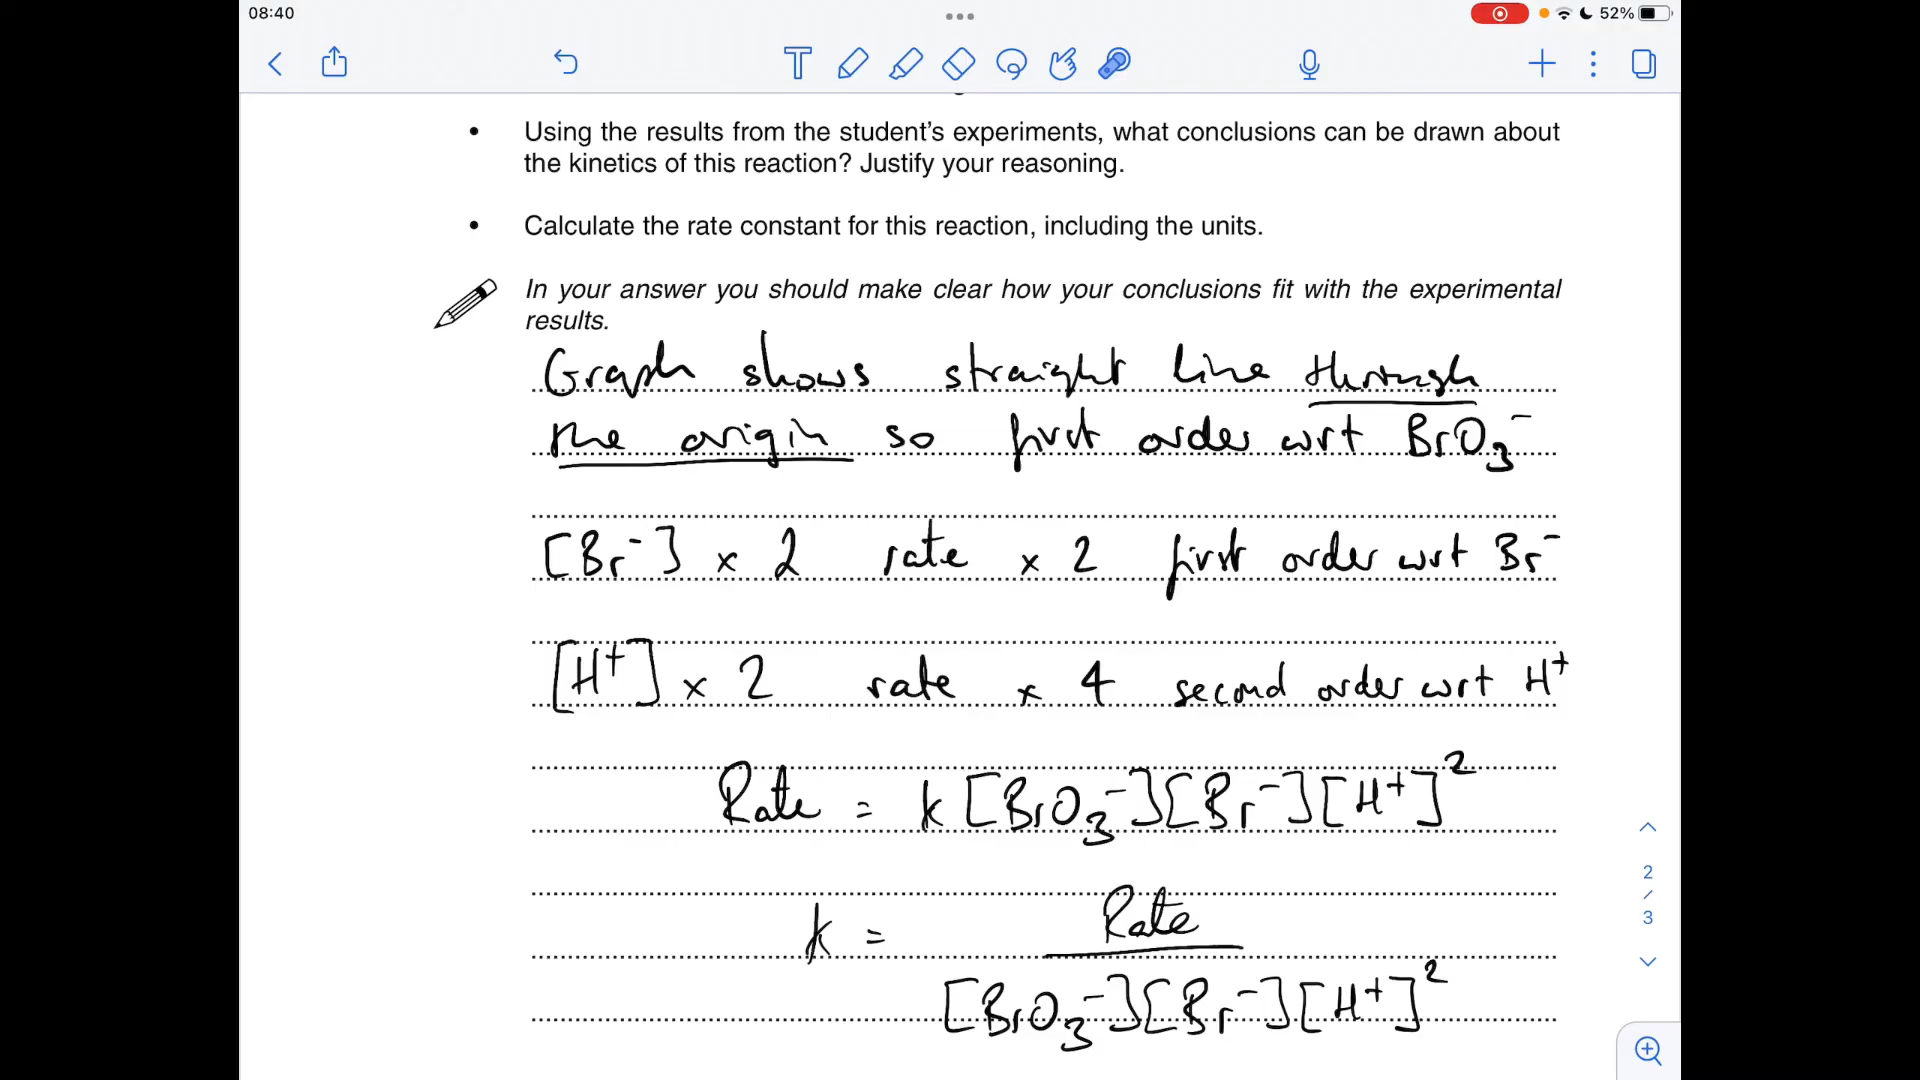 08:40
52%
• Using the results from the student's experiments, what conclusions can be drawn about
the kinetics of this reaction? Justify your reasoning.
• Calculate the rate constant for this reaction, including the units.
In your answer you should make clear how your conclusions fit with the experimental
results.
Graph shows straight line through
the origin so first order wrt BrO₃⁻
[Br⁻] × 2 rate × 2 first order wrt Br⁻
[H⁺] × 2 rate × 4 second order wrt H⁺
Rate = k[BrO₃⁻][Br⁻][H⁺]²
k = Rate
[BrO₃⁻][Br⁻][H⁺]²
2
/
3